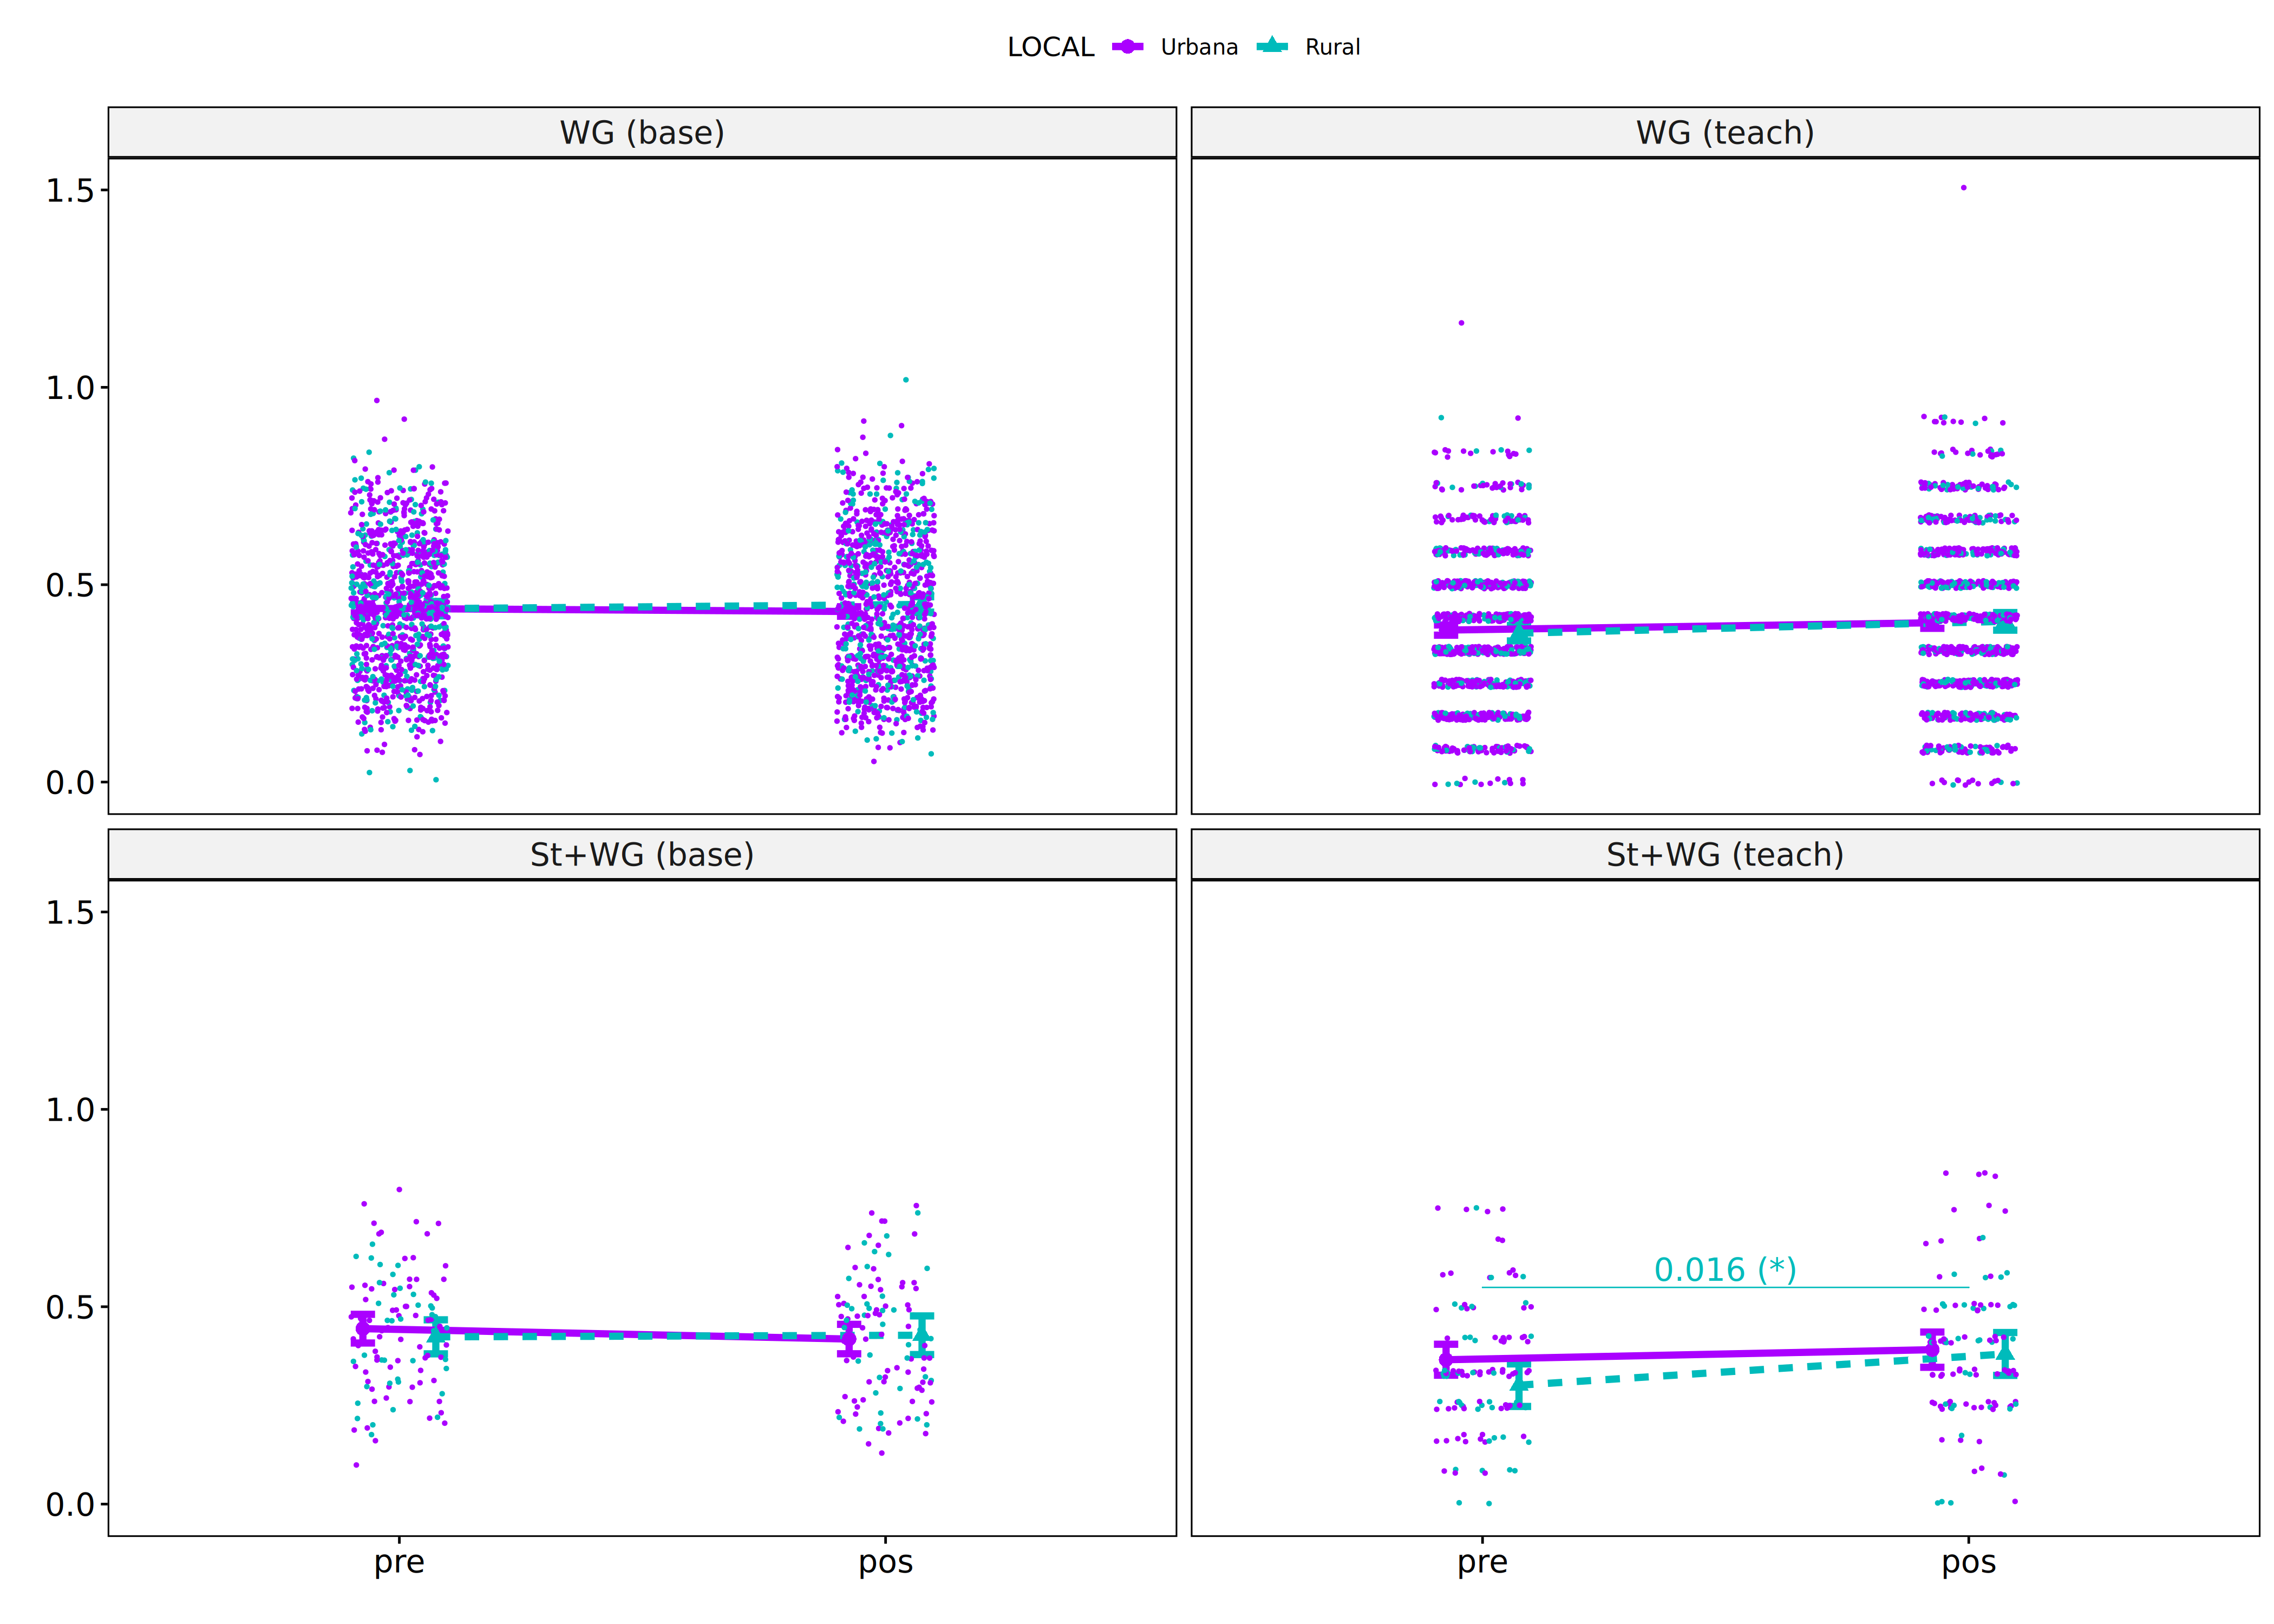 LOCAL Urbana Rural
WG (base)
WG (teach)
1.5
1.0
0.5
0.0
St+WG (base)
St+WG (teach)
1.5
1.0
0.5
0.0
0.016 (*)
pre
pos
pre
pos